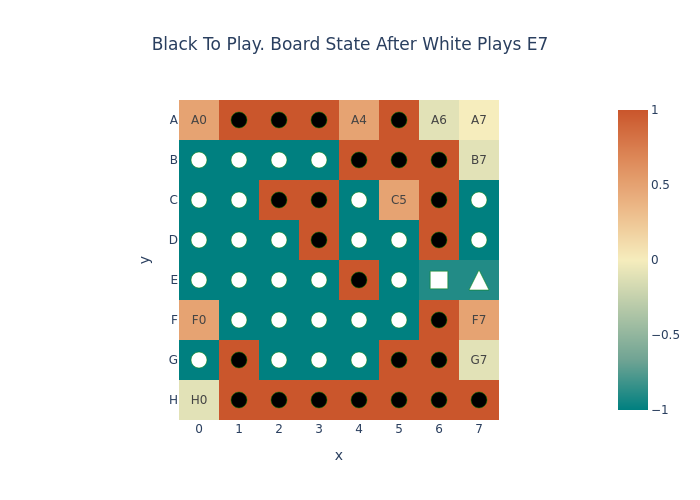 Black To Play. Board State After White Plays E7
A A0 A4 A6 A7
B B7
C C5
D
E
F F0 F7
G G7
H H0
0 1 2 3 4 5 6 7
x
y
1
0.5
0
−0.5
−1